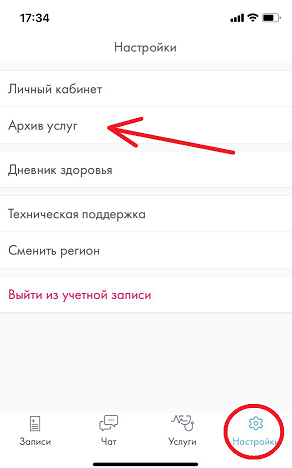 17:34
Настройки
Личный кабинет
Архив услуг
Дневник здоровья
Техническая поддержка
Сменить регион
Выйти из учетной записи
Записи
Чат
Услуги
Настройки